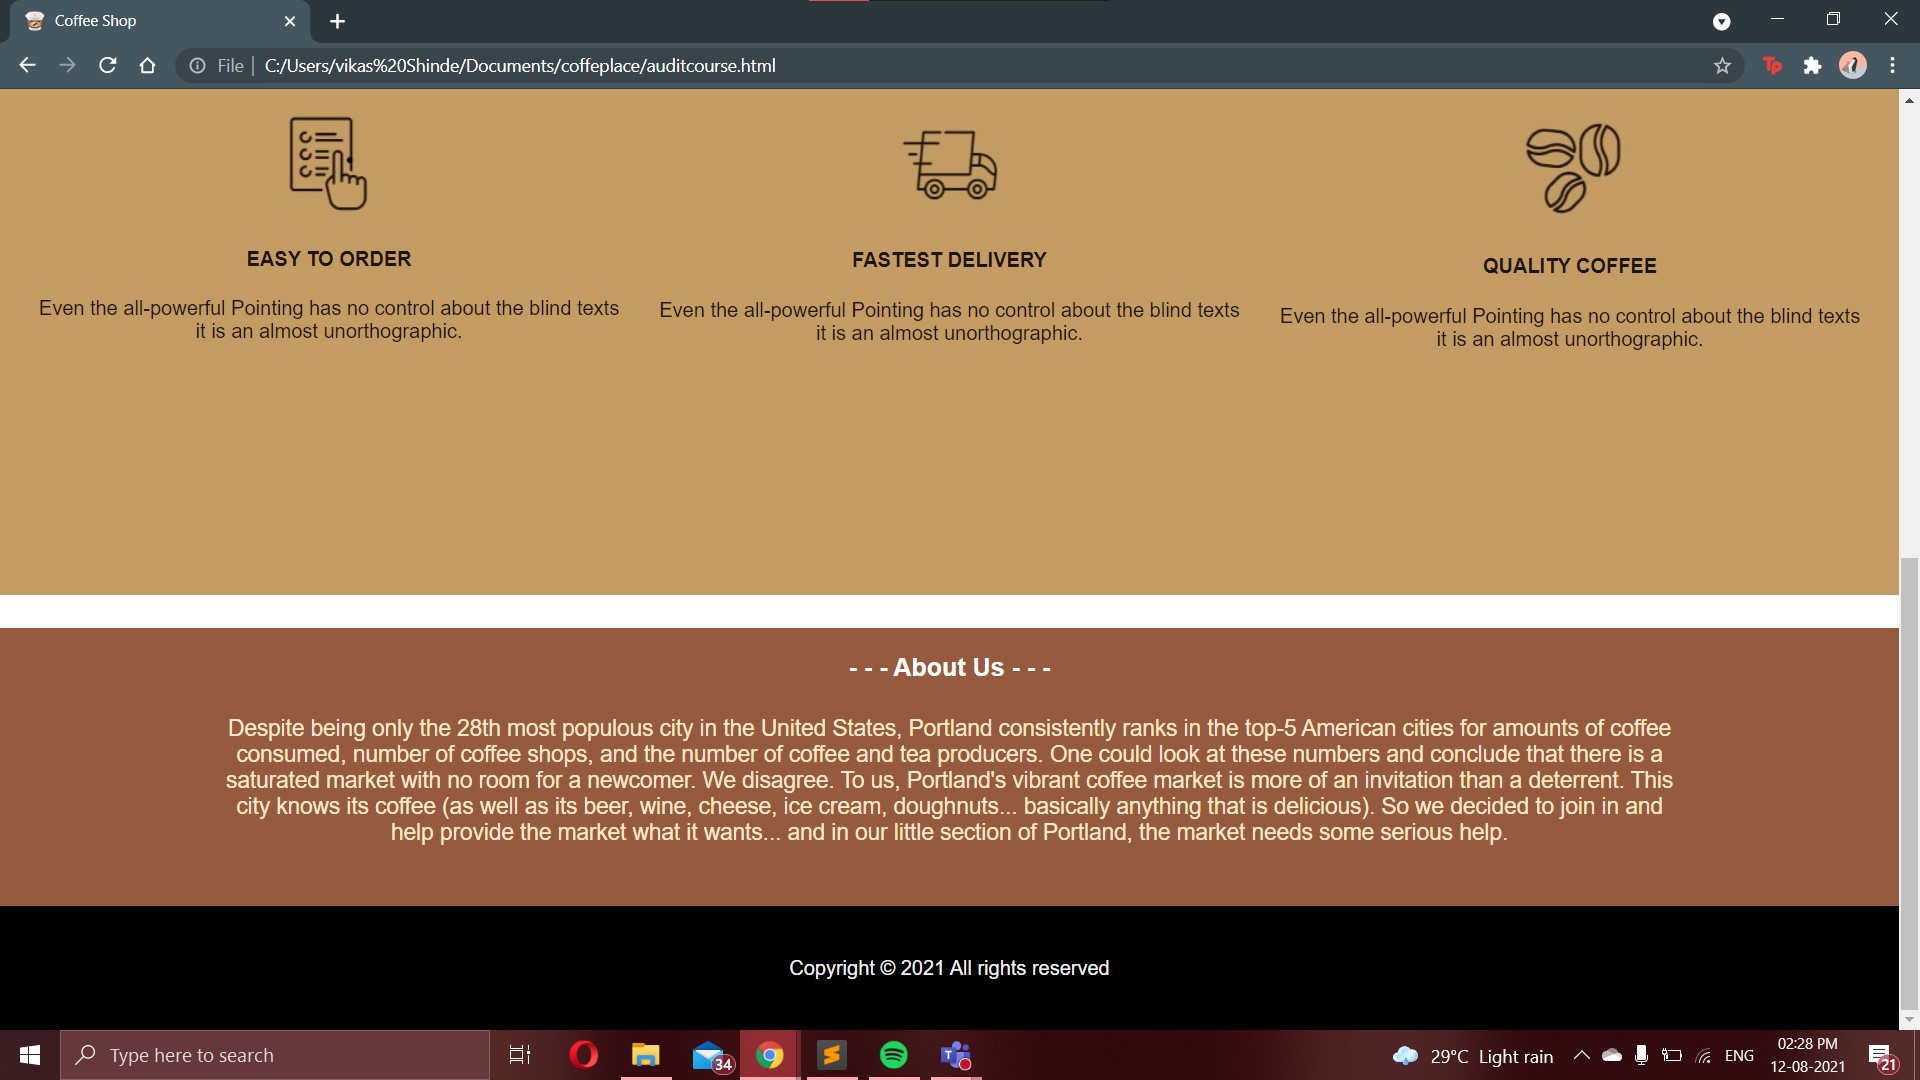 Coffee Shop
File
C:/Users/vikas%20Shinde/Documents/coffeplace/auditcourse.html
Tp
EASY TO ORDER
Even the all-powerful Pointing has no control about the blind texts
it is an almost unorthographic.
FASTEST DELIVERY
Even the all-powerful Pointing has no control about the blind texts
it is an almost unorthographic.
QUALITY COFFEE
Even the all-powerful Pointing has no control about the blind texts
it is an almost unorthographic.
- - - About Us - - -
Despite being only the 28th most populous city in the United States, Portland consistently ranks in the top-5 American cities for amounts of coffee
consumed, number of coffee shops, and the number of coffee and tea producers. One could look at these numbers and conclude that there is a
saturated market with no room for a newcomer. We disagree. To us, Portland's vibrant coffee market is more of an invitation than a deterrent. This
city knows its coffee (as well as its beer, wine, cheese, ice cream, doughnuts... basically anything that is delicious). So we decided to join in and
help provide the market what it wants... and in our little section of Portland, the market needs some serious help.
Copyright © 2021 All rights reserved
Type here to search
34
29°C Light rain
ENG
02:28 PM
12-08-2021
21